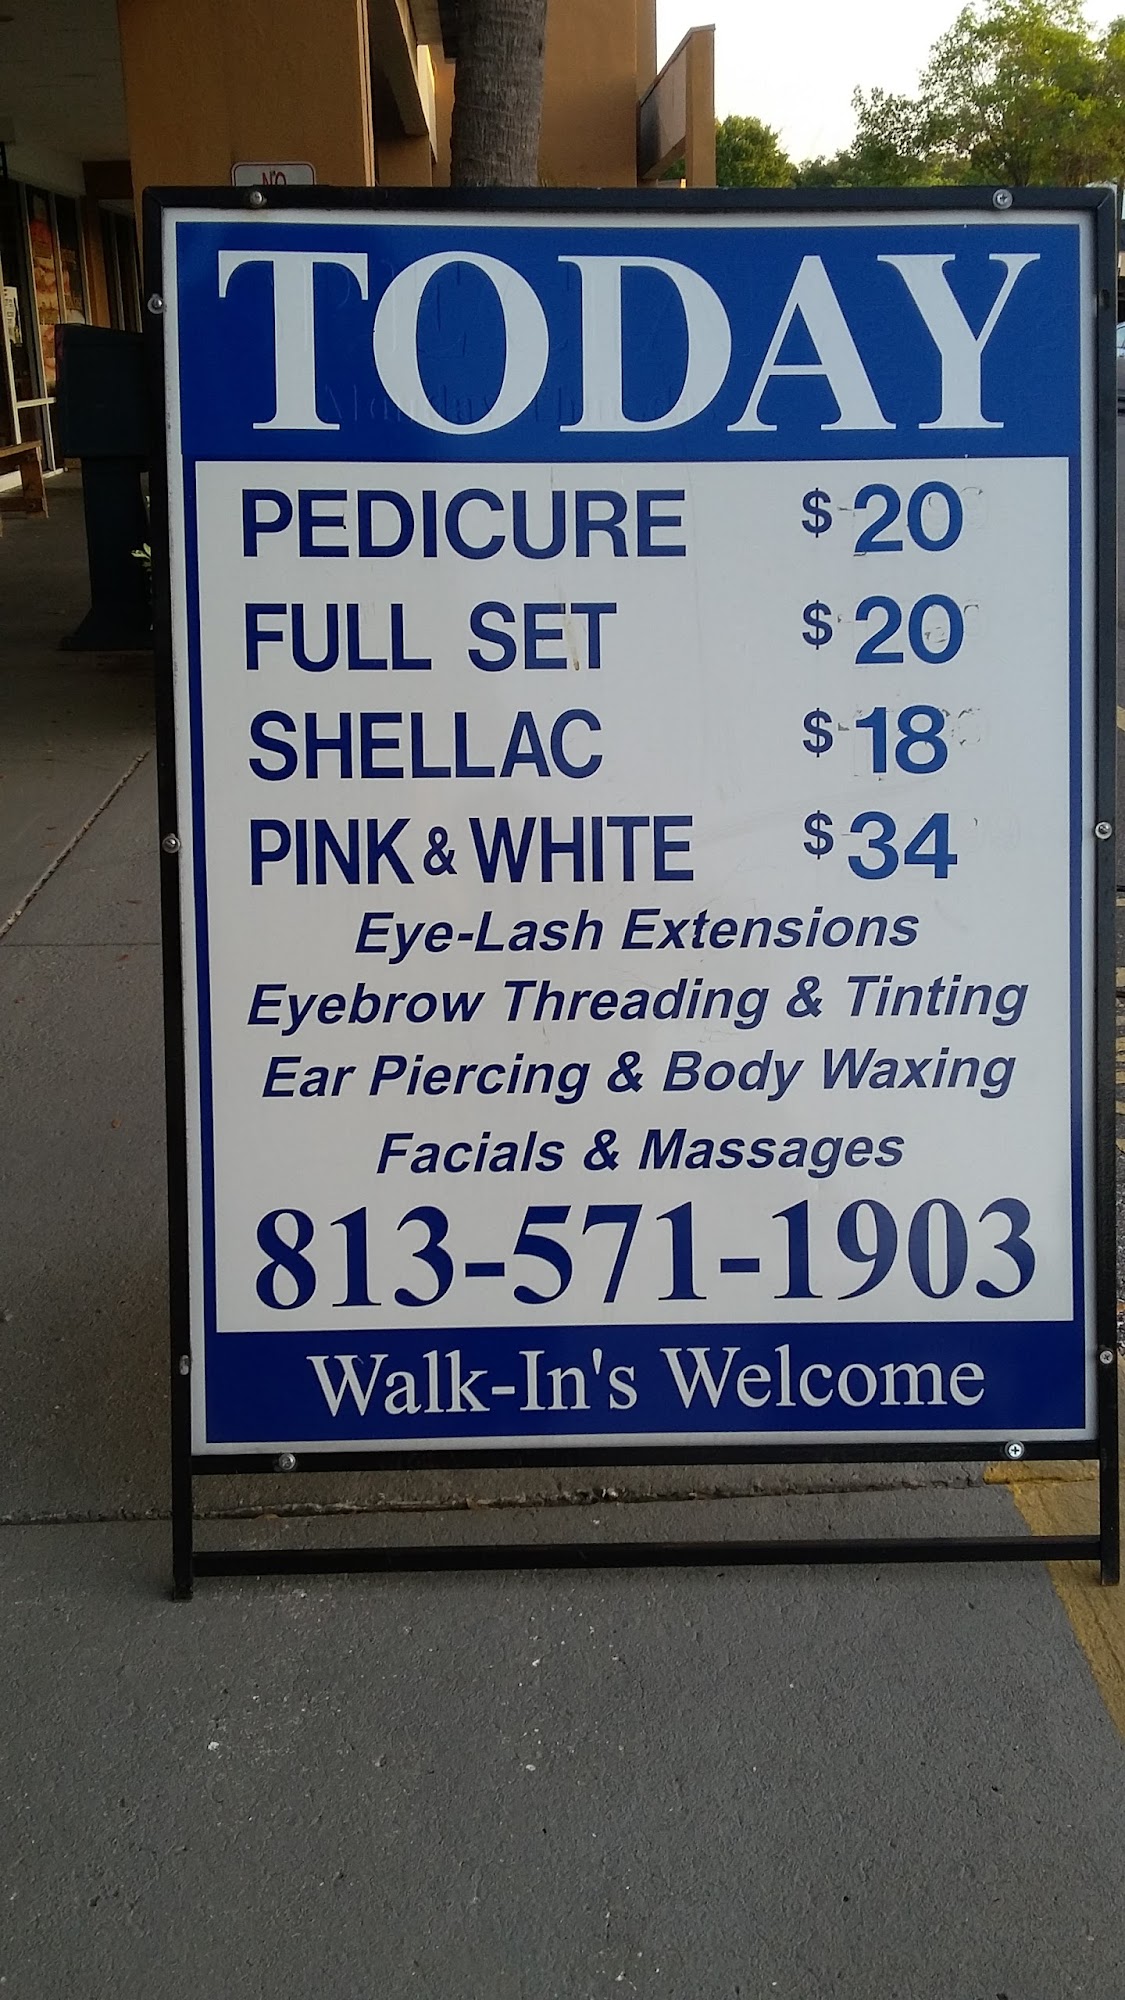 NO
TODAY
PEDICURE $20
FULL SET $20
SHELLAC $18
PINK & WHITE $34
Eye-Lash Extensions
Eyebrow Threading & Tinting
Ear Piercing & Body Waxing
Facials & Massages
813-571-1903
Walk-In's Welcome